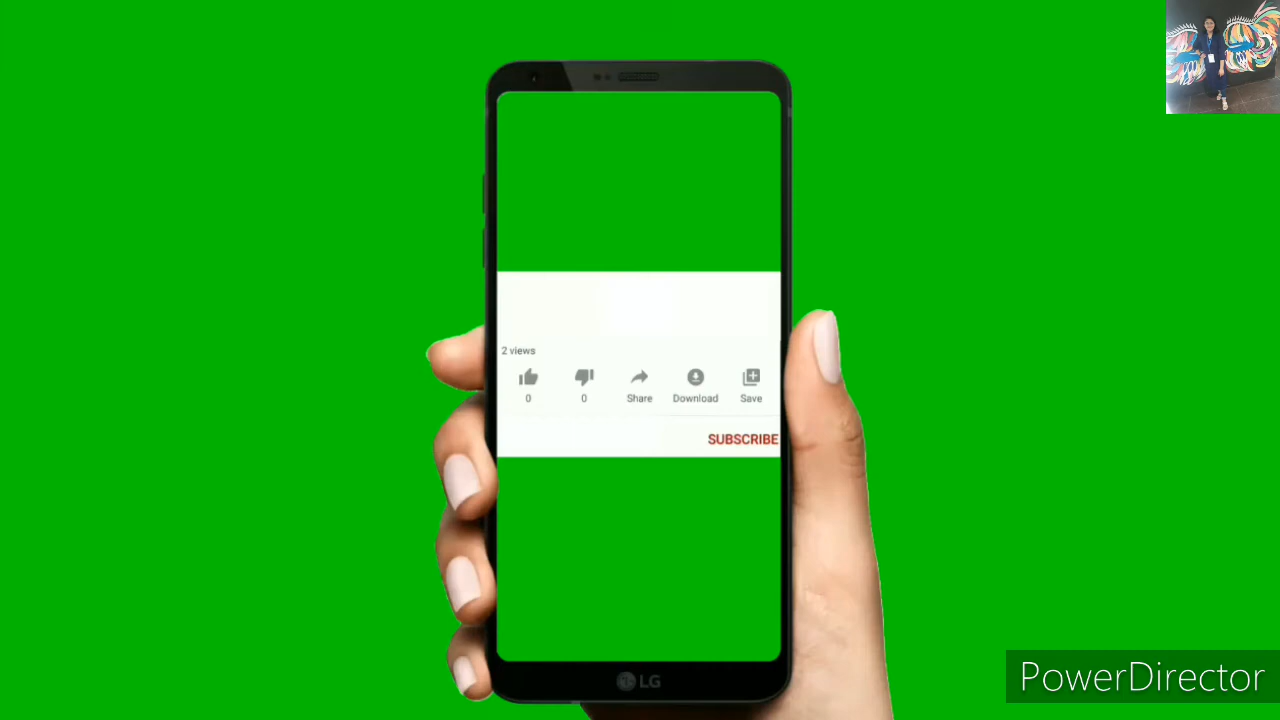 2 views
0 0 Share Download Save
SUBSCRIBE
LG
PowerDirector